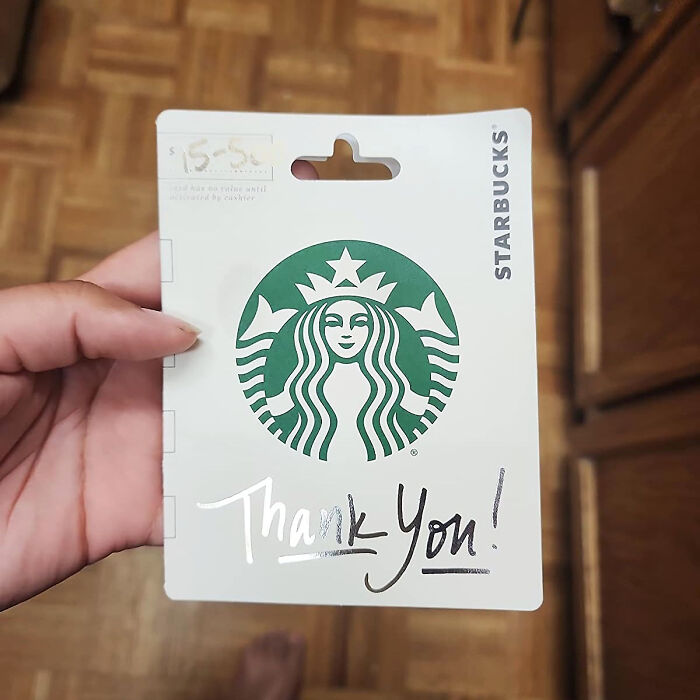 $ 15-50
card has no value until
activated by cashier
STARBUCKS®
®
Thank You!